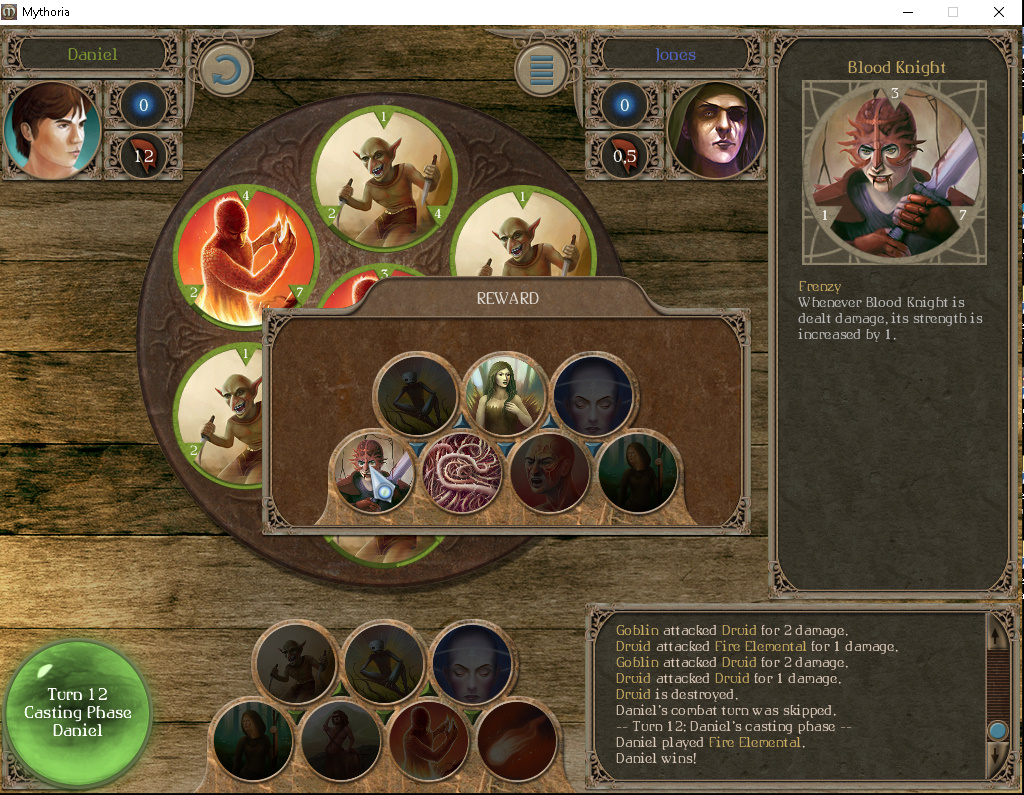 Mythoria
Daniel
Jones
0
12
0
0,5
Blood Knight
3
1
7
Frenzy
Whenever Blood Knight is
dealt damage, its strength is
increased by 1.
1
2
4
4
2
7
1
3
1
2
REWARD
Turn 12
Casting Phase
Daniel
Goblin attacked Druid for 2 damage.
Druid attacked Fire Elemental for 1 damage.
Goblin attacked Druid for 2 damage.
Druid attacked Druid for 1 damage.
Druid is destroyed.
Daniel's combat turn was skipped.
-- Turn 12: Daniel's casting phase --
Daniel played Fire Elemental.
Daniel wins!